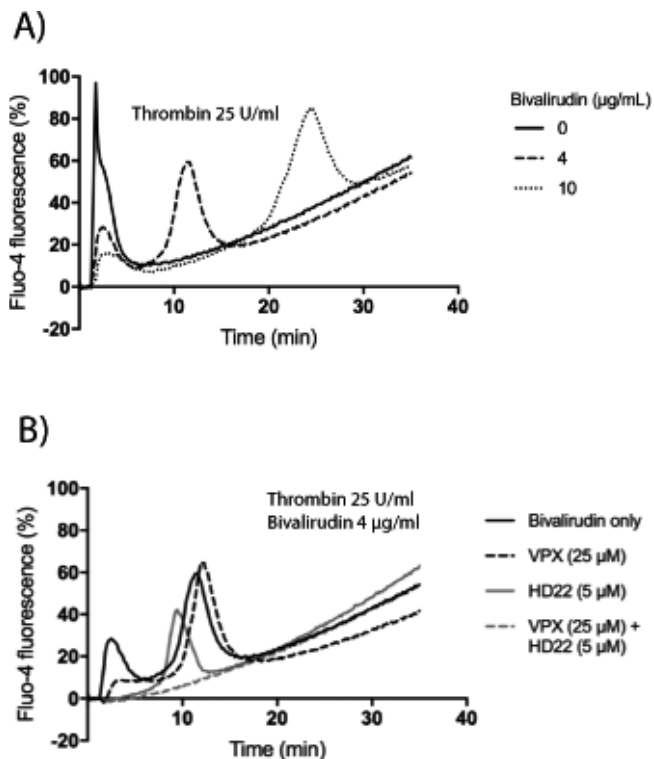 A)
Thrombin 25 U/ml
Fluo-4 fluorescence (%)
100
80
60
40
20
0
-20
10
20
30
40
Time (min)
Bivalirudin (µg/mL)
0
4
10
B)
Thrombin 25 U/ml
Bivalirudin 4 µg/ml
Fluo-4 fluorescence (%)
100
80
60
40
20
0
-20
10
20
30
40
Time (min)
Bivalirudin only
VPX (25 µM)
HD22 (5 µM)
VPX (25 µM) +
HD22 (5 µM)